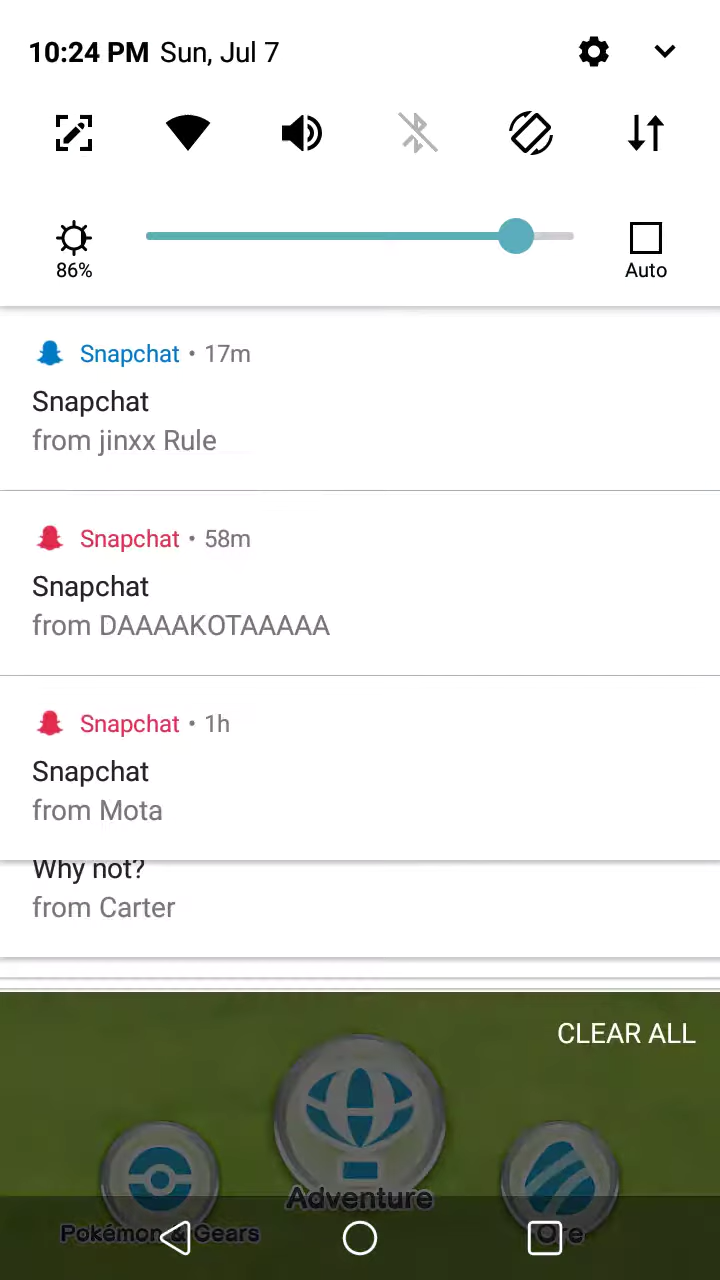 10:24 PM Sun, Jul 7
86%
Auto
Snapchat • 17m
Snapchat
from jinxx Rule
Snapchat • 58m
Snapchat
from DAAAAKOTAAAAA
Snapchat • 1h
Snapchat
from Mota
Why not?
from Carter
CLEAR ALL
Adventure
Pokémon & Gears
Ore